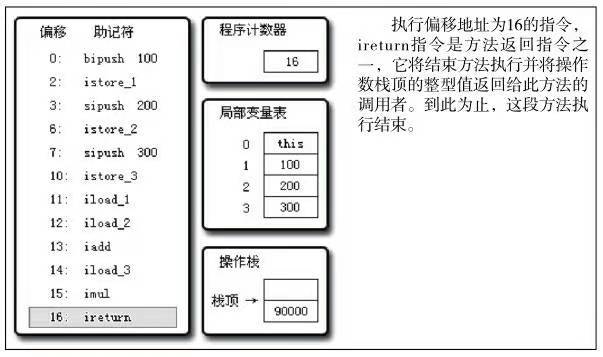 偏移 助记符
0: bipush 100
2: istore_1
3: sipush 200
6: istore_2
7: sipush 300
10: istore_3
11: iload_1
12: iload_2
13: iadd
14: iload_3
15: imul
16: ireturn
程序计数器
16
局部变量表
0 this
1 100
2 200
3 300
操作栈
栈顶 →
90000
执行偏移地址为16的指令，
ireturn指令是方法返回指令之
一，它将结束方法执行并将操作
数栈顶的整型值返回给此方法的
调用者。到此为止，这段方法执
行结束。